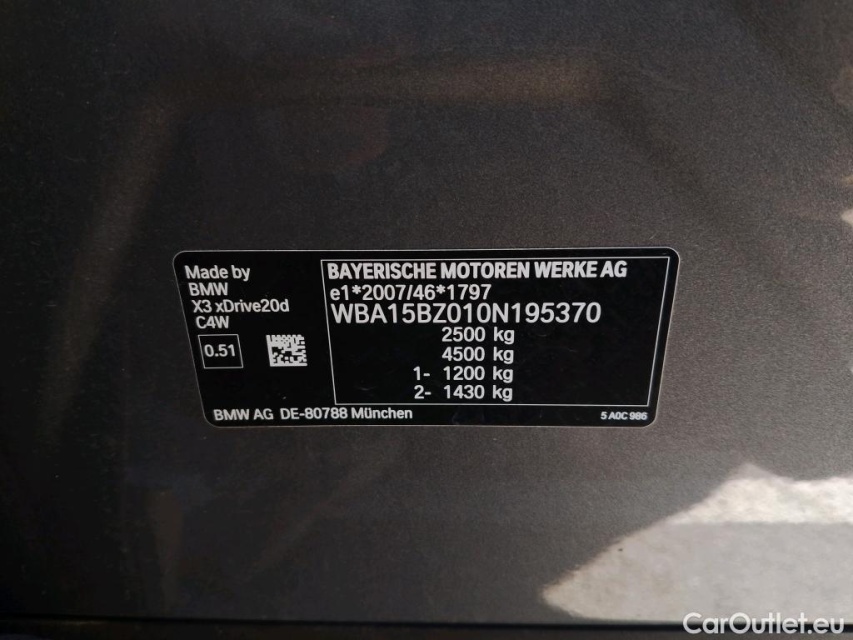 Made by
BMW
X3 xDrive20d
C4W
0.51
BAYERISCHE MOTOREN WERKE AG
e1*2007/46*1797
WBA15BZ010N195370
2500 kg
4500 kg
1- 1200 kg
2- 1430 kg
BMW AG DE-80788 München
5 A0C 986
CarOutlet.eu